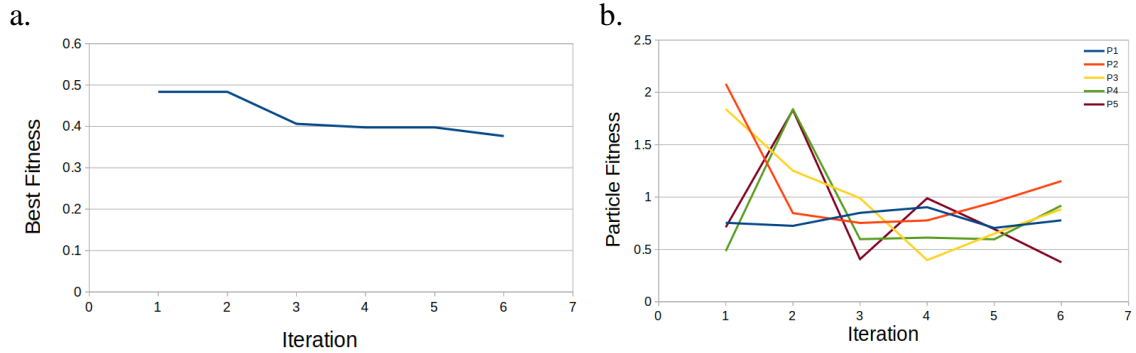 a.
0.6
0.5
0.4
0.3
0.2
0.1
0
0 1 2 3 4 5 6 7
Best Fitness
Iteration
b.
2.5
2
1.5
1
0.5
0
0 1 2 3 4 5 6 7
Particle Fitness
Iteration
P1
P2
P3
P4
P5